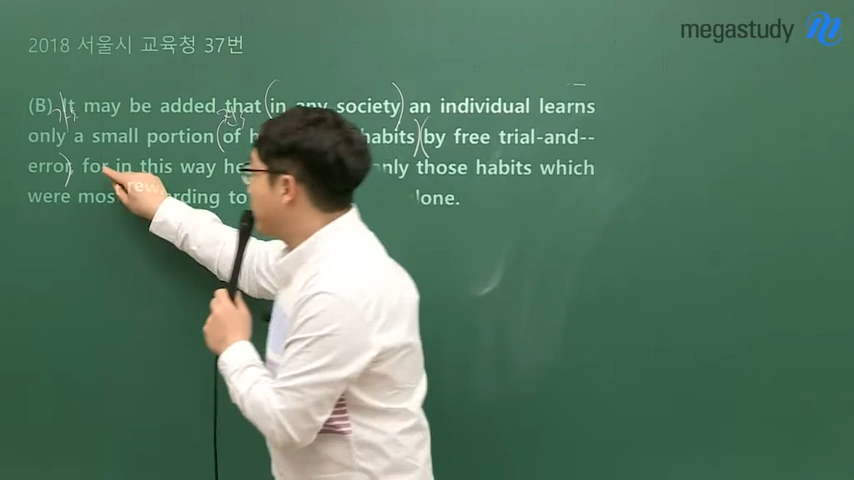 megastudy
2018 서울시 교육청 37번
(B) It may be added that in any society an individual learns
only a small portion of habits by free trial-and--
error, for in this way he only those habits which
were most rewarding to alone.